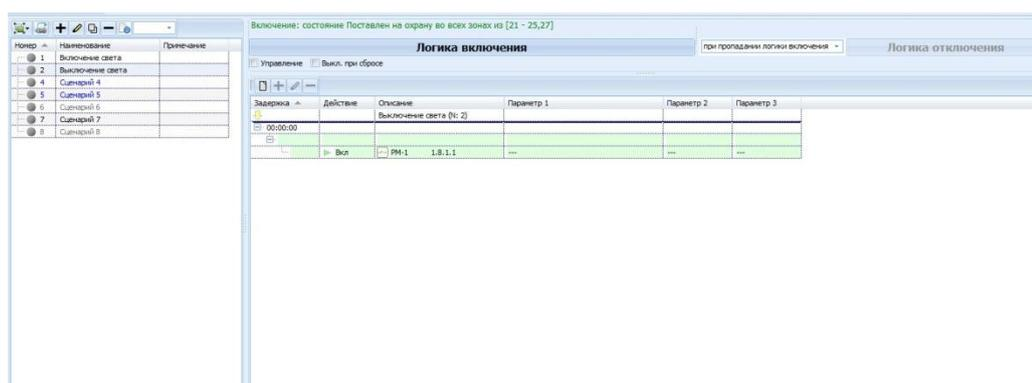 Включение: состояние Поставлен на охрану во всех зонах из [21 - 25,27]
Логика включения
при пропадании логики включения
Логика отключения
Управление Выкл. при сбросе
Номер Наименование Примечание
1 Включение света
2 Выключение света
4 Сценарий 4
5 Сценарий 5
6 Сценарий 6
7 Сценарий 7
8 Сценарий 8
Задержка Действие Описание Параметр 1 Параметр 2 Параметр 3
Выключение света (N: 2)
00:00:00
Вкл РМ-1 1.8.1.1 --- --- ---